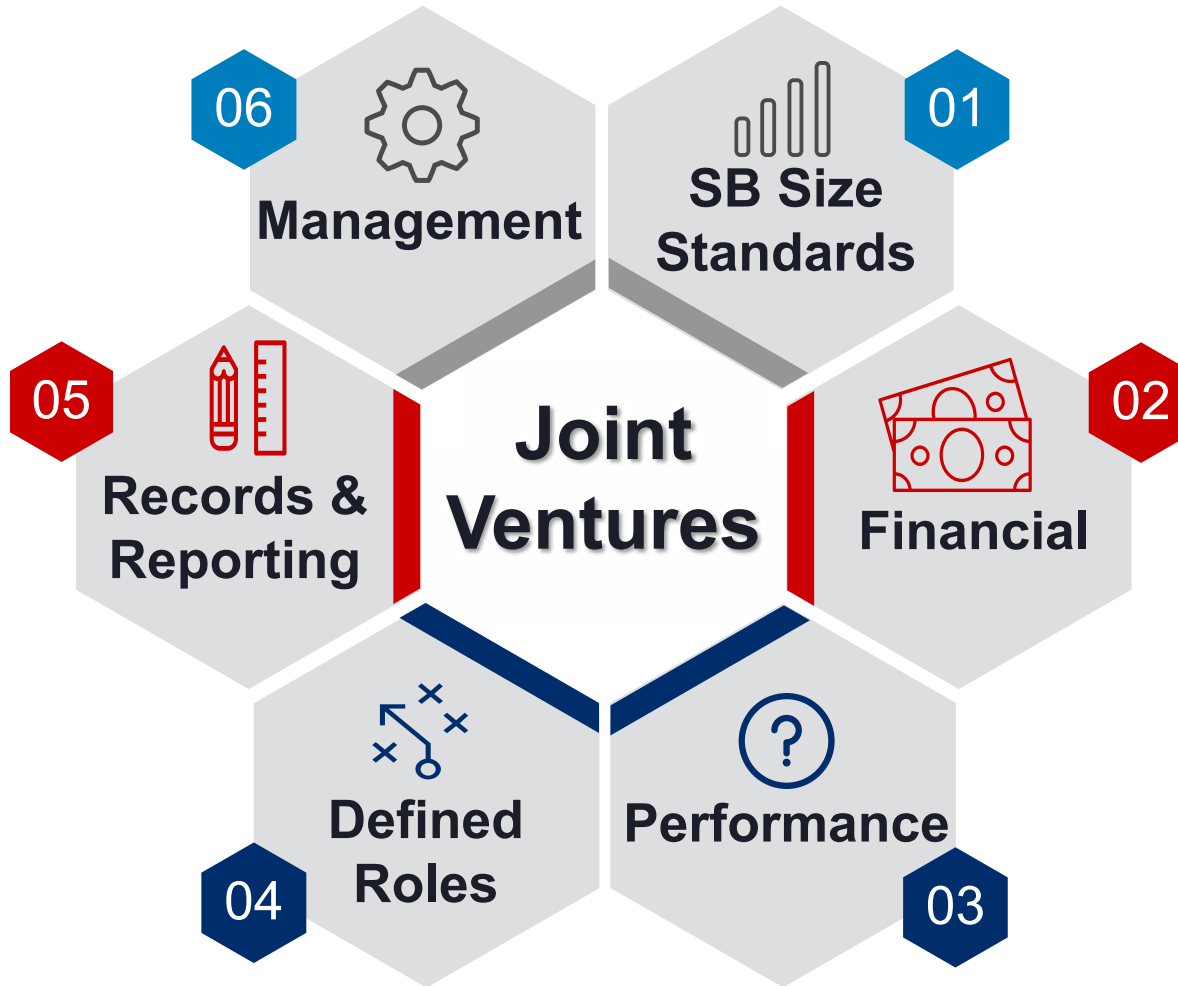 Joint
Ventures
01
SB Size
Standards
02
Financial
03
Performance
04
Defined
Roles
05
Records &
Reporting
06
Management
?